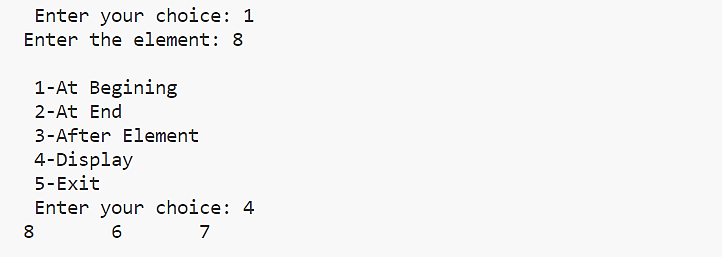 Enter your choice: 1
Enter the element: 8
1-At Begining
2-At End
3-After Element
4-Display
5-Exit
Enter your choice: 4
8 6 7